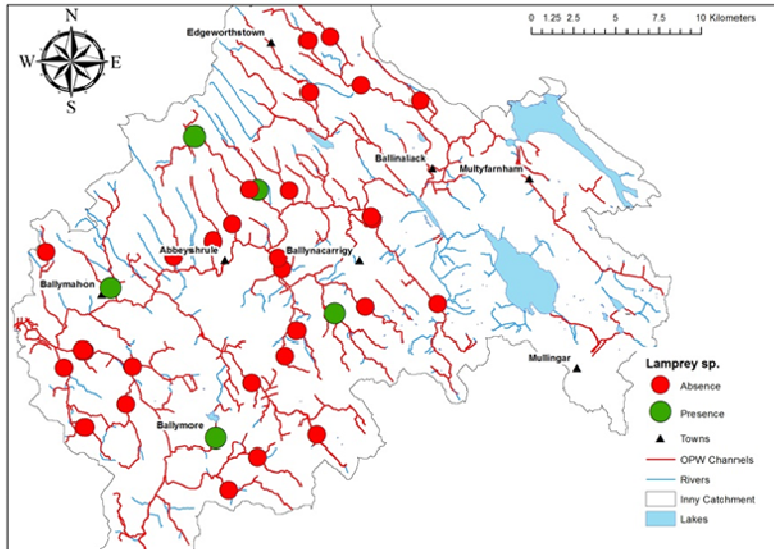 N
W E
S
0 1.25 2.5 5 7.5 10 Kilometers
Edgeworthstown
Ballinalack
Multyfarnham
Abbeyshrule
Ballynacarrigy
Ballymahon
Mullingar
Ballymore
Lamprey sp.
Absence
Presence
Towns
OPW Channels
Rivers
Inny Catchment
Lakes